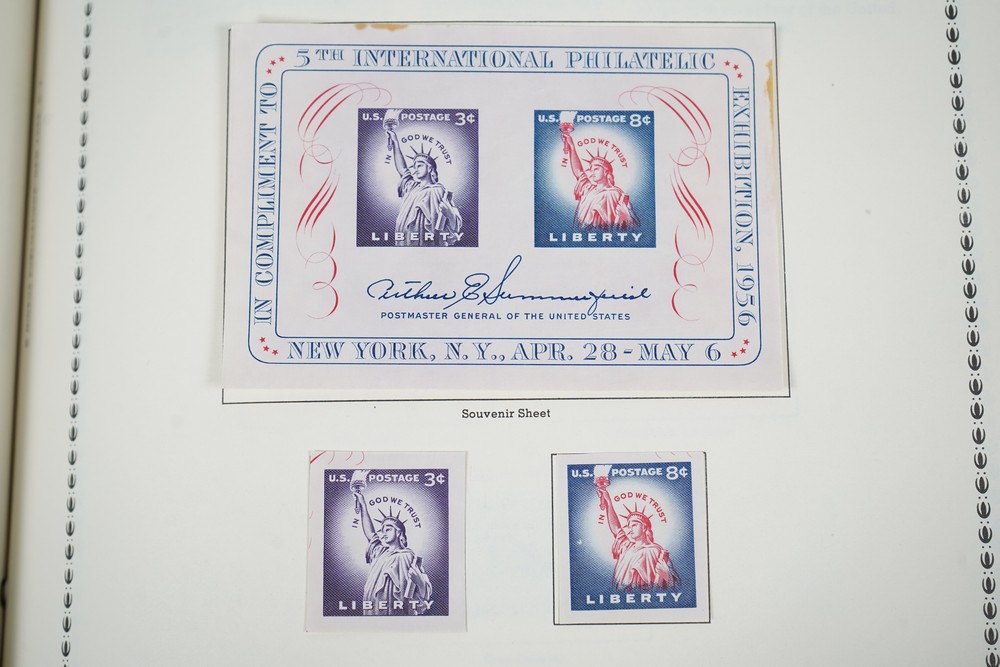 5TH INTERNATIONAL PHILATELIC
IN COMPLIMENT TO
EXHIBITION, 1956
U.S. POSTAGE 3¢
IN GOD WE TRUST
LIBERTY
U.S. POSTAGE 8¢
IN GOD WE TRUST
LIBERTY
Arthur E Summerfield
POSTMASTER GENERAL OF THE UNITED STATES
NEW YORK, N.Y., APR. 28 - MAY 6
Souvenir Sheet
U.S. POSTAGE 3¢
IN GOD WE TRUST
LIBERTY
U.S. POSTAGE 8¢
IN GOD WE TRUST
LIBERTY